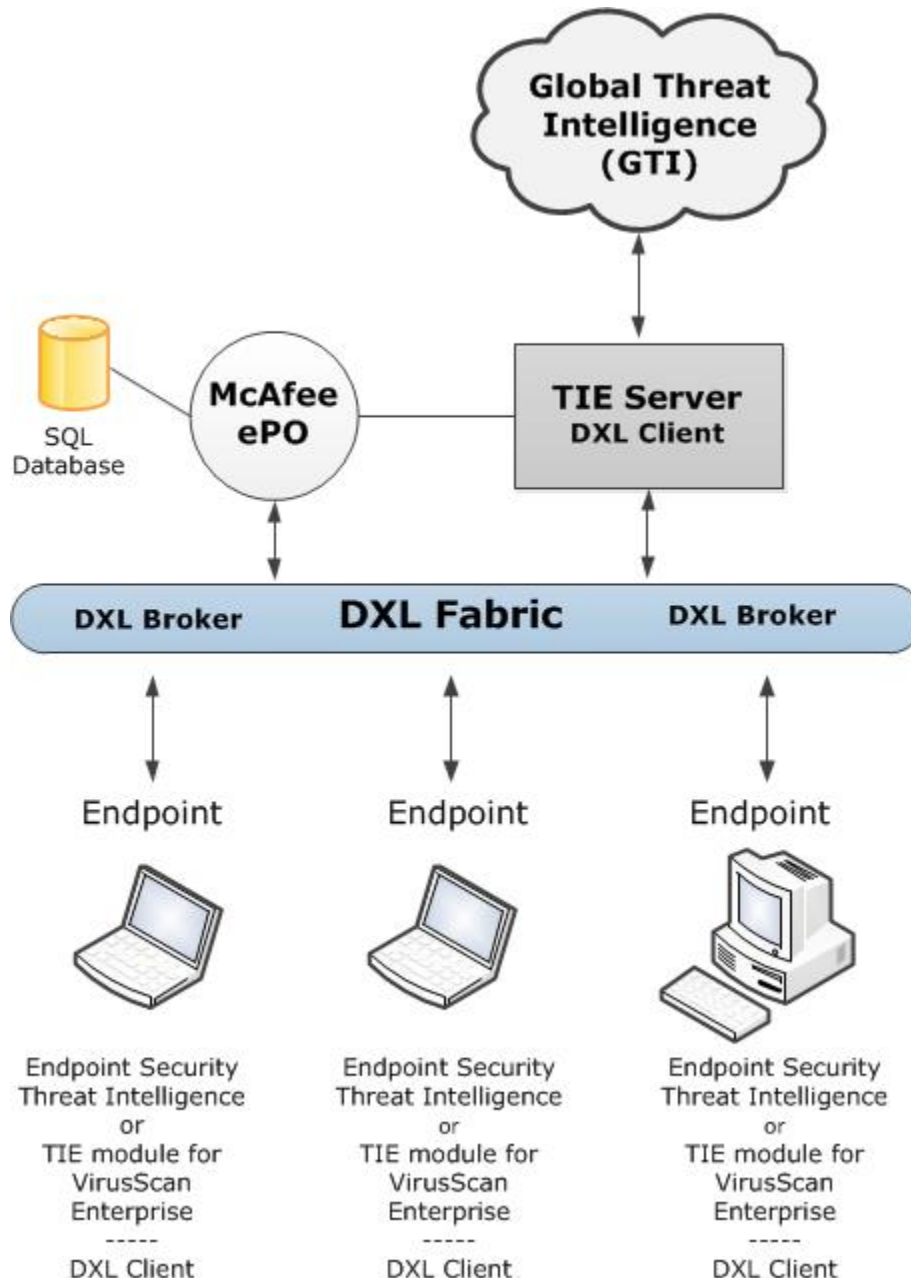 Global Threat
Intelligence
(GTI)
McAfee
ePO
TIE Server
DXL Client
SQL
Database
DXL Broker
DXL Fabric
DXL Broker
Endpoint
Endpoint
Endpoint
Endpoint Security
Threat Intelligence
or
TIE module for
VirusScan
Enterprise
-----
DXL Client
Endpoint Security
Threat Intelligence
or
TIE module for
VirusScan
Enterprise
-----
DXL Client
Endpoint Security
Threat Intelligence
or
TIE module for
VirusScan
Enterprise
-----
DXL Client